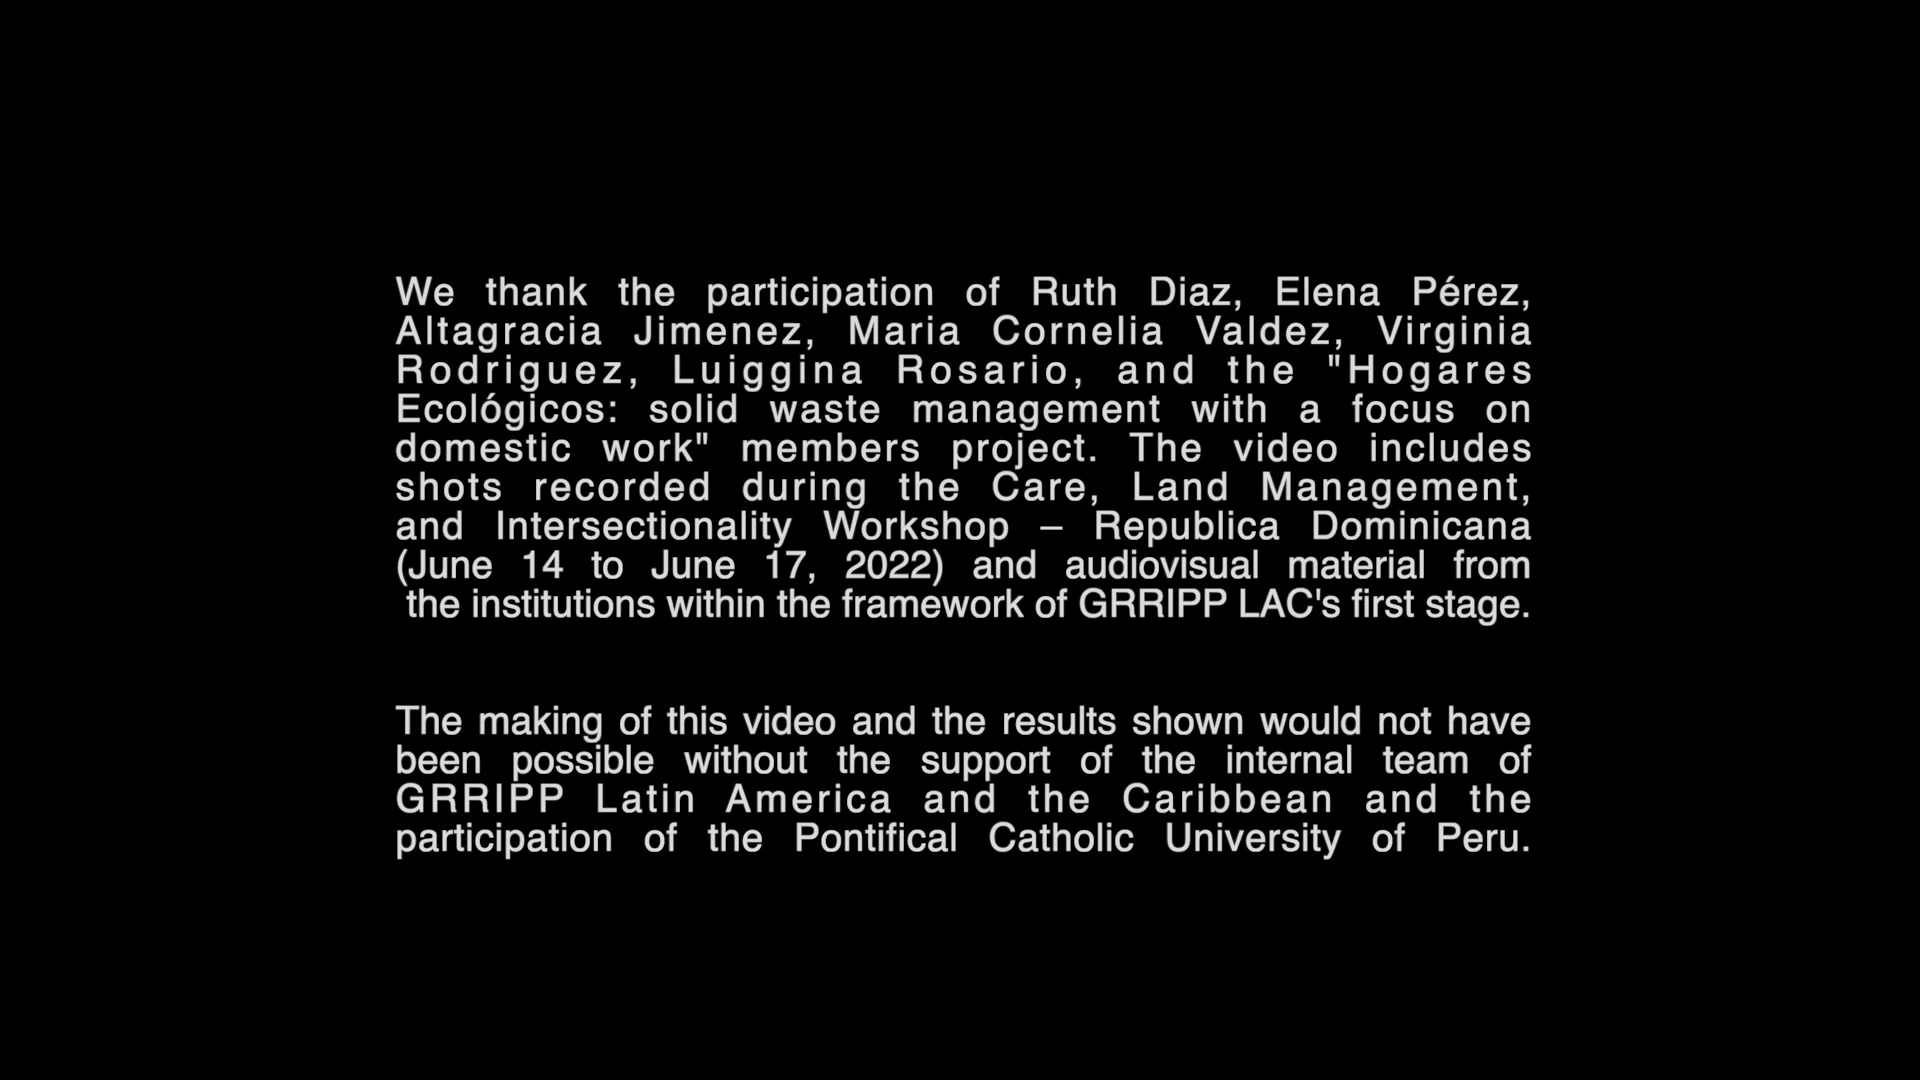 We thank the participation of Ruth Diaz, Elena Pérez,
Altagracia Jimenez, Maria Cornelia Valdez, Virginia
Rodriguez, Luiggina Rosario, and the "Hogares
Ecológicos: solid waste management with a focus on
domestic work" members project. The video includes
shots recorded during the Care, Land Management,
and Intersectionality Workshop – Republica Dominicana
(June 14 to June 17, 2022) and audiovisual material from
the institutions within the framework of GRRIPP LAC's first stage.
The making of this video and the results shown would not have
been possible without the support of the internal team of
GRRIPP Latin America and the Caribbean and the
participation of the Pontifical Catholic University of Peru.